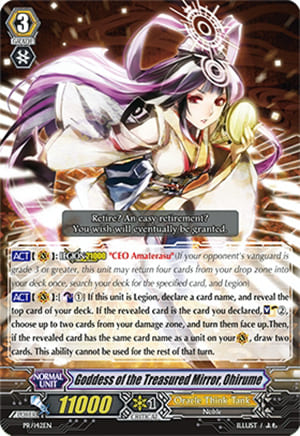 3
GRADE
Retire? An easy retirement?
You wish will eventually be granted.
ACT [ ]: 21000 "CEO Amaterasu" (If your opponent's vanguard is
grade 3 or greater, this unit may return four cards from your drop zone into
your deck once, search your deck for the specified card, and Legion)
ACT [ ]: [ 1] If this unit is Legion, declare a card name, and reveal the
top card of your deck. If the revealed card is the card you declared,
choose up to two cards from your damage zone, and turn them face up. Then,
if the revealed card has the same card name as a unit on your , draw two
cards. This ability cannot be used for the rest of that turn.
NORMAL
UNIT
Goddess of the Treasured Mirror, Ohirume
POWER
11000
1
CRITICAL
Oracle Think Tank
Noble
PR/0142EN
ILLUST /